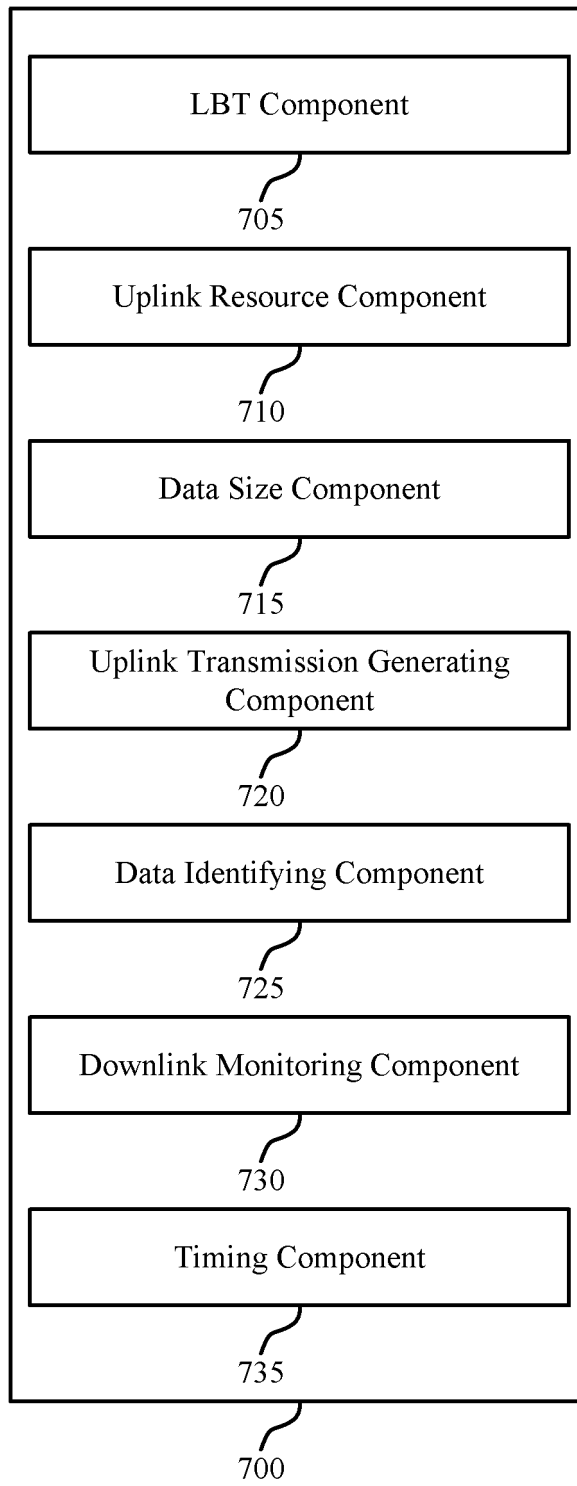 LBT Component
705
Uplink Resource Component
710
Data Size Component
715
Uplink Transmission Generating
Component
720
Data Identifying Component
725
Downlink Monitoring Component
730
Timing Component
735
700